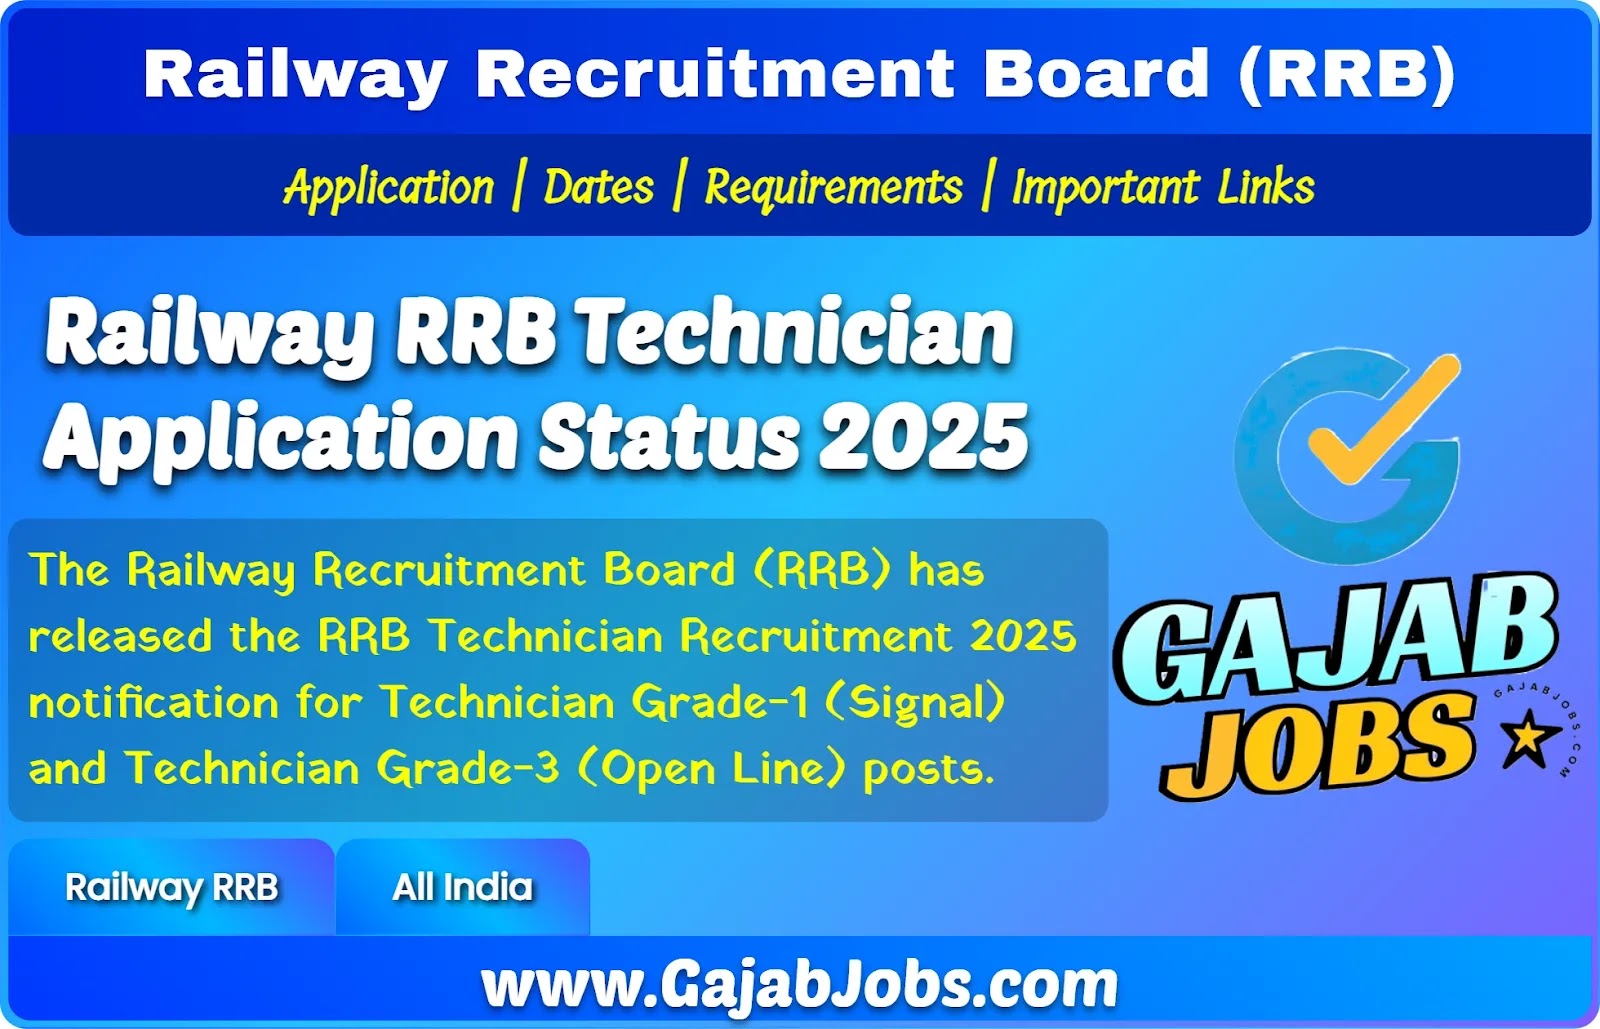 Railway Recruitment Board (RRB)
Application | Dates | Requirements | Important Links
Railway RRB Technician
Application Status 2025
The Railway Recruitment Board (RRB) has
released the RRB Technician Recruitment 2025
notification for Technician Grade-1 (Signal)
and Technician Grade-3 (Open Line) posts.
GAJAB
JOBS
GAJABJOBS.COM
Railway RRB
All India
www.GajabJobs.com